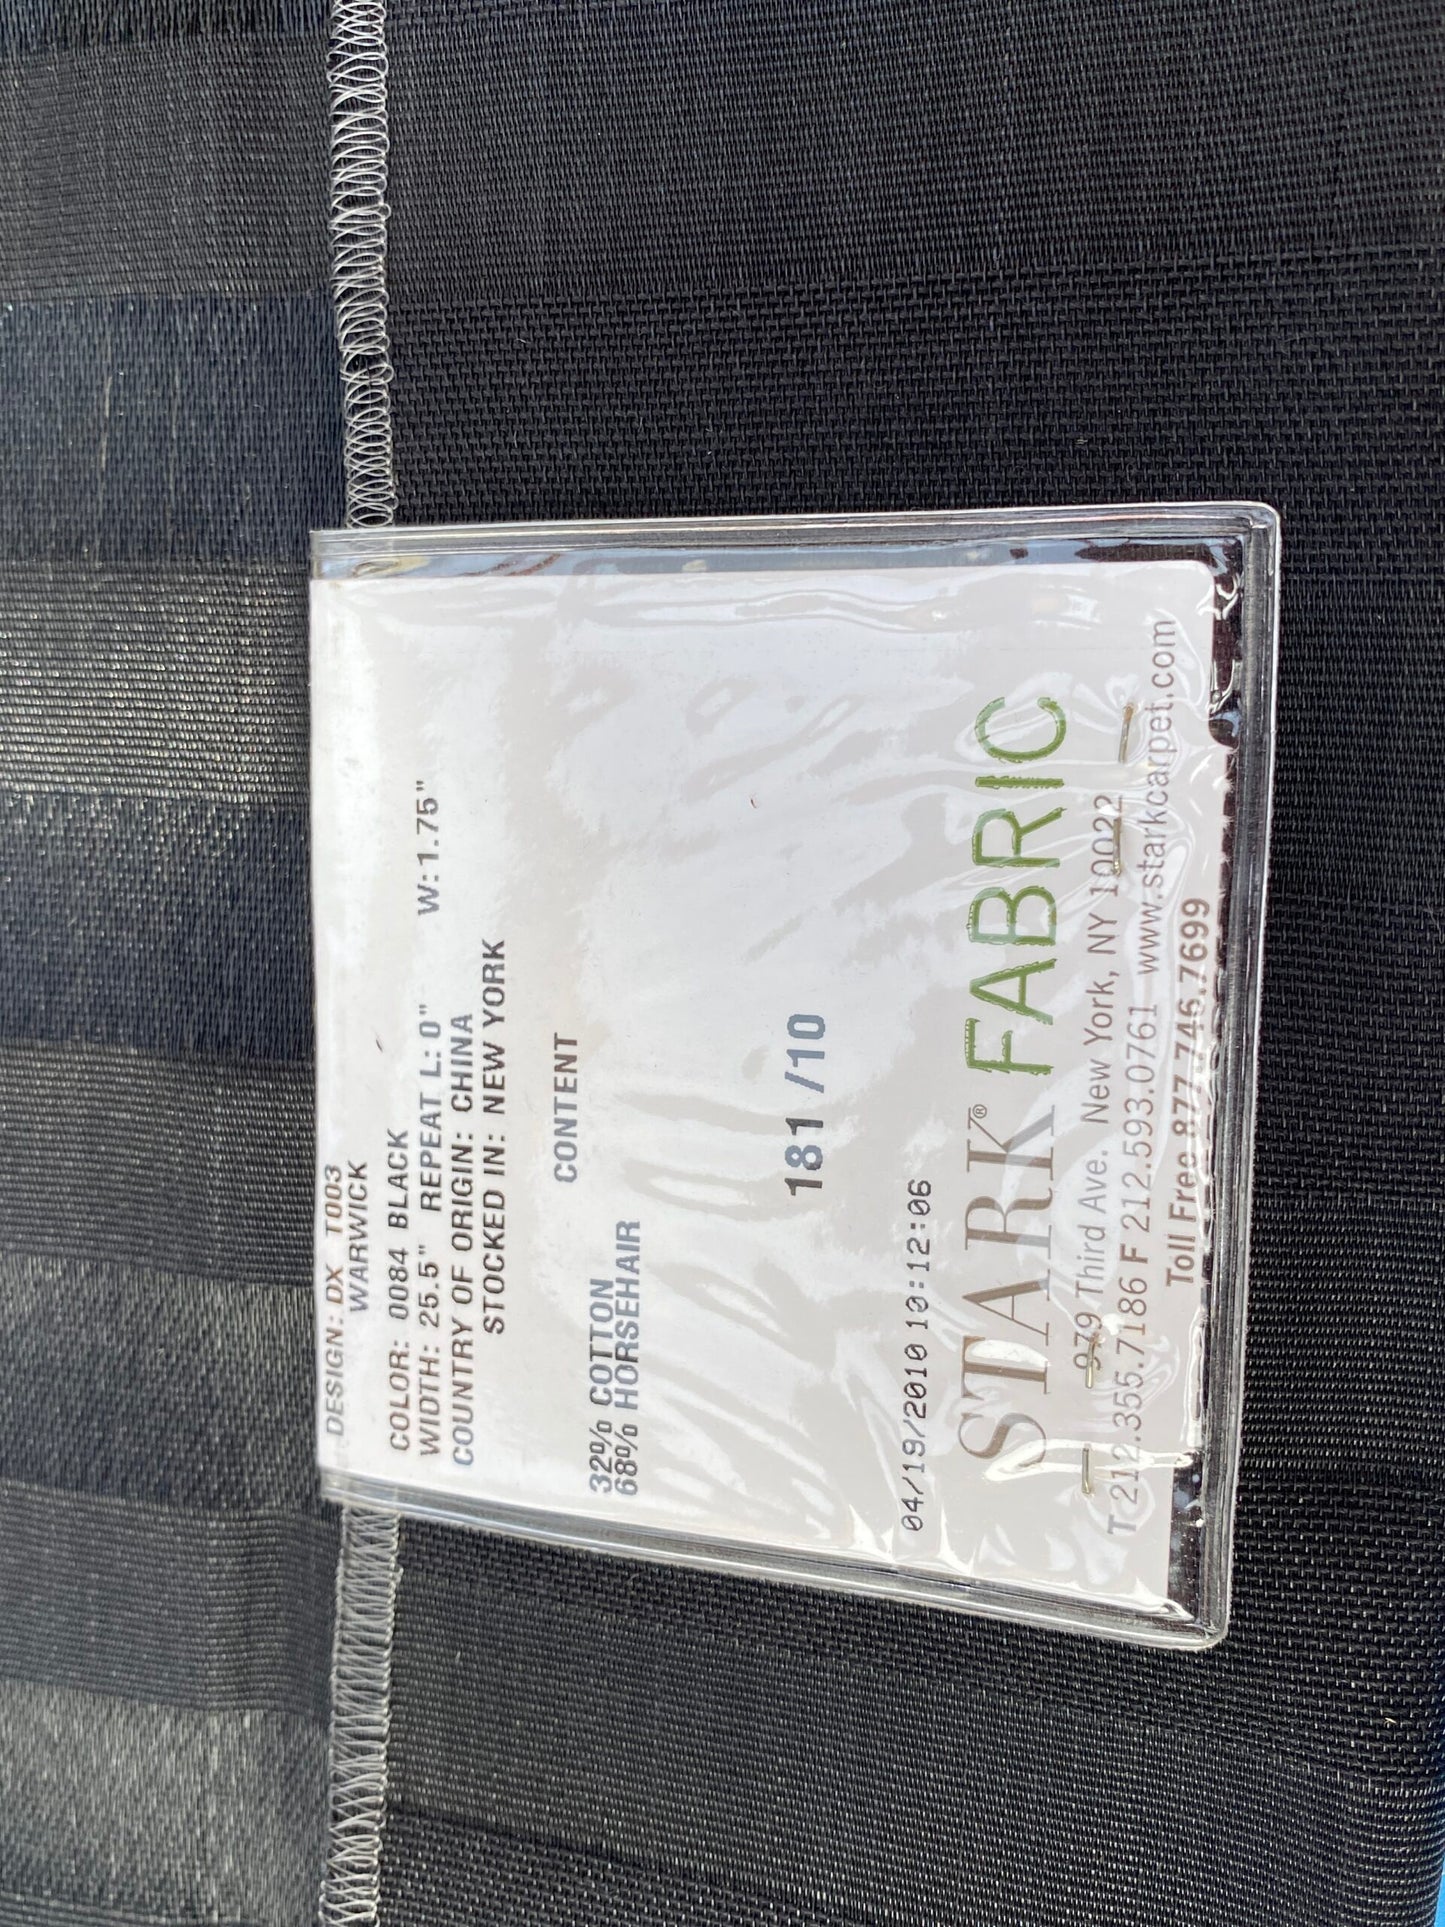 DESIGN: DX T003
WARWICK
COLOR: 0084 BLACK
WIDTH: 25.5" REPEAT L: 0" W: 1.75"
COUNTRY OF ORIGIN: CHINA
STOCKED IN: NEW YORK
CONTENT
32% COTTON
68% HORSEHAIR
181/10
04/19/2010 10:12:06
STARK® FABRIC
979 Third Ave. New York, NY 10022
T 212.355.7186 F 212.593.0761 www.starkcarpet.com
Toll Free 877.746.7699